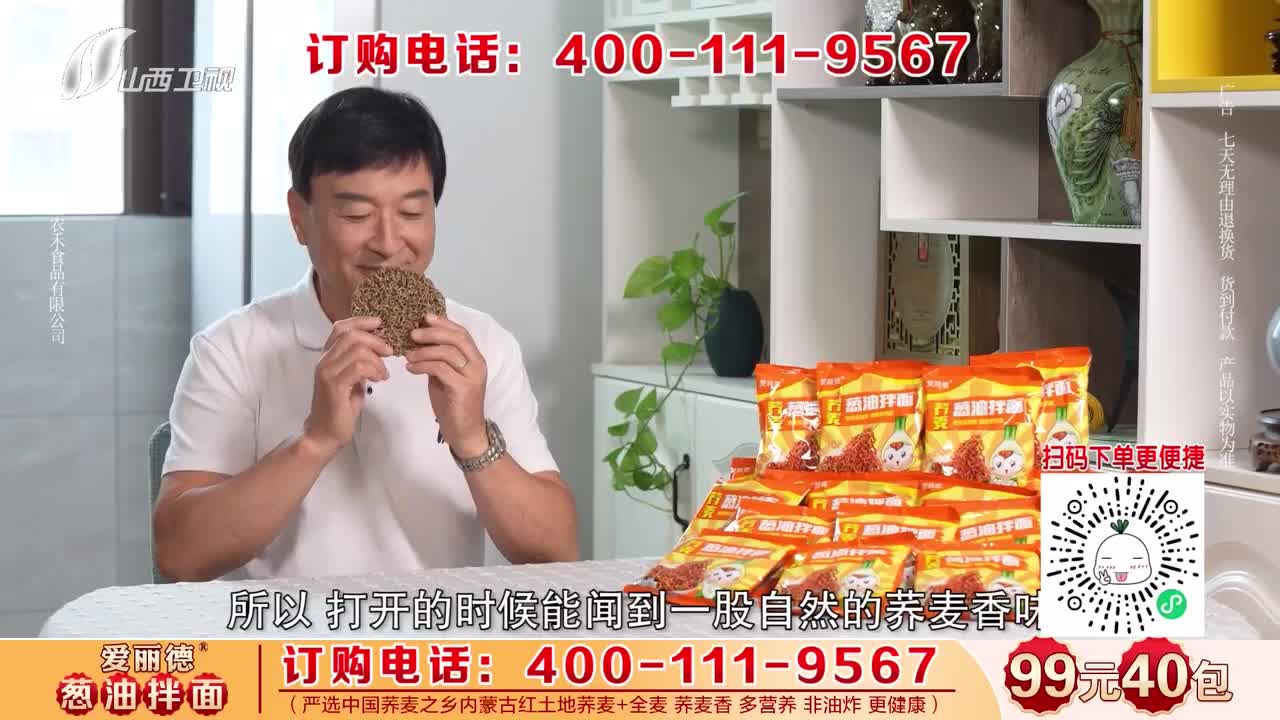 订购电话：400-111-9567
山西卫视
广告 七天无理由退换货 货到付款 产品以实物为准
农禾食品有限公司
荞麦 葱油拌面
荞麦 葱油拌面
扫码下单更便捷
所以 打开的时候能闻到一股自然的荞麦香味
爱丽德®
葱油拌面
订购电话：400-111-9567
（严选中国荞麦之乡内蒙古红土地荞麦+全麦 荞麦香 多营养 非油炸 更健康）
99元40包